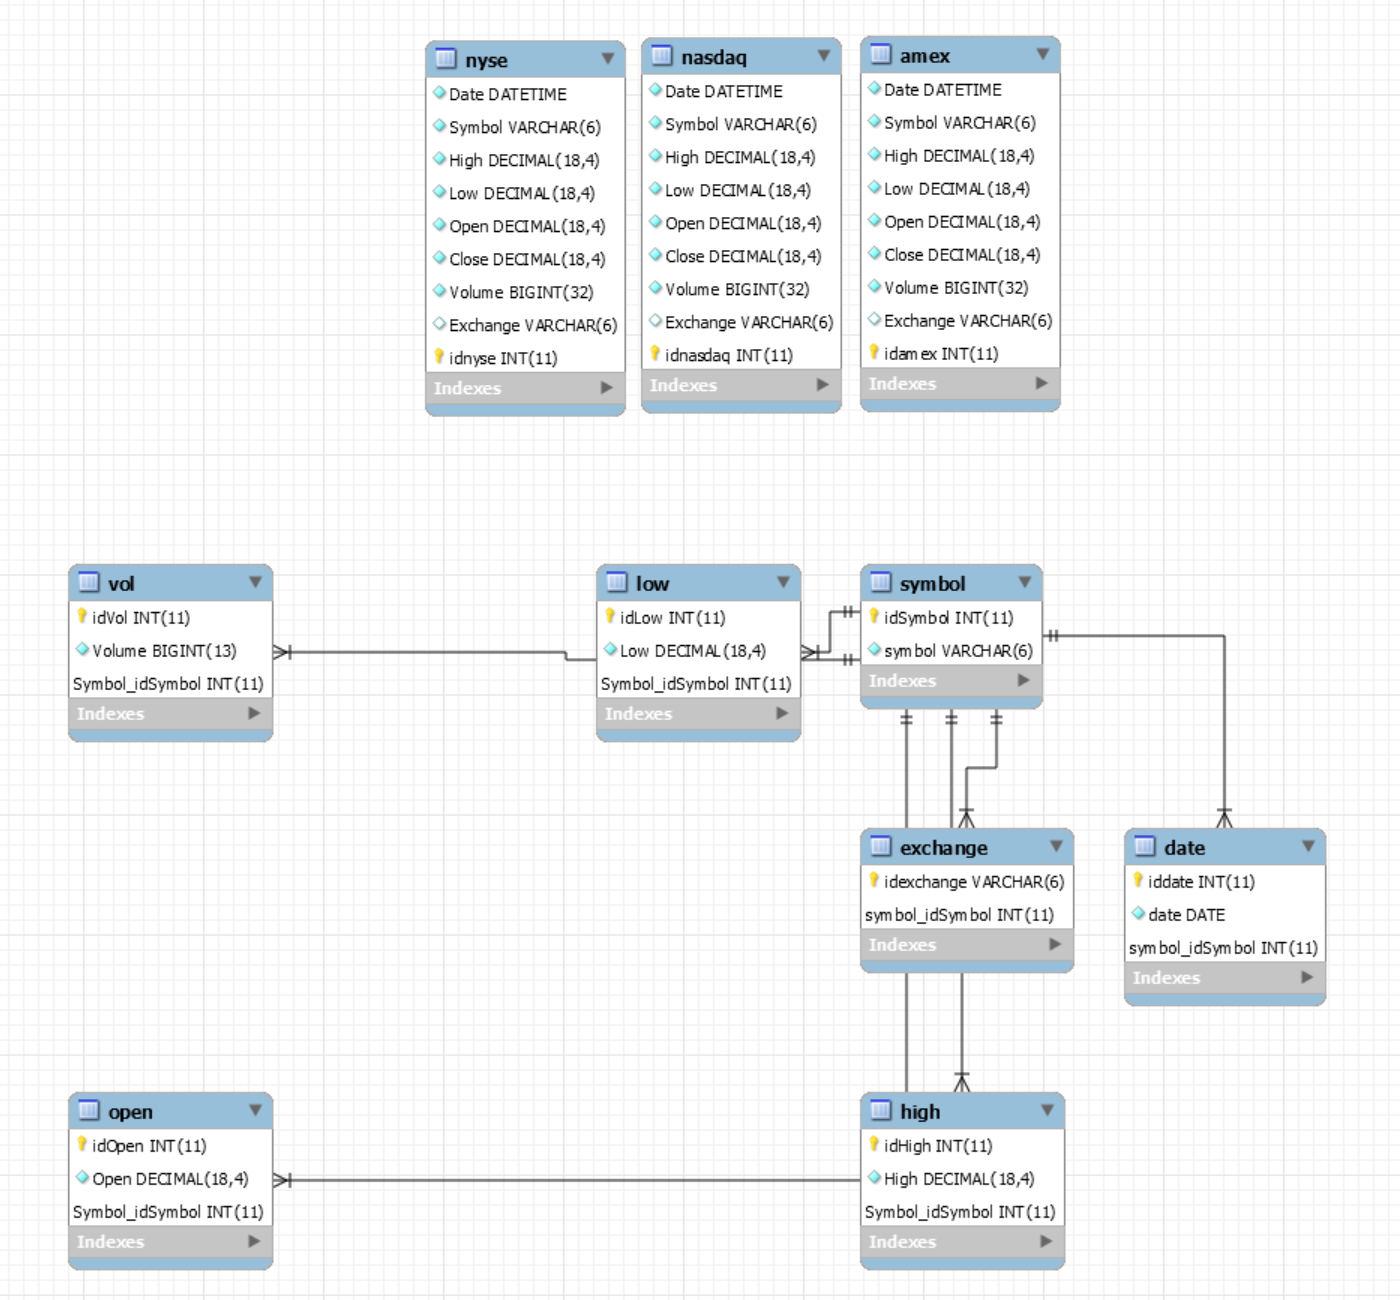 nyse
Date DATETIME
Symbol VARCHAR(6)
High DECIMAL(18,4)
Low DECIMAL(18,4)
Open DECIMAL(18,4)
Close DECIMAL(18,4)
Volume BIGINT(32)
Exchange VARCHAR(6)
idnyse INT(11)
Indexes
nasdaq
Date DATETIME
Symbol VARCHAR(6)
High DECIMAL(18,4)
Low DECIMAL(18,4)
Open DECIMAL(18,4)
Close DECIMAL(18,4)
Volume BIGINT(32)
Exchange VARCHAR(6)
idnasdaq INT(11)
Indexes
amex
Date DATETIME
Symbol VARCHAR(6)
High DECIMAL(18,4)
Low DECIMAL(18,4)
Open DECIMAL(18,4)
Close DECIMAL(18,4)
Volume BIGINT(32)
Exchange VARCHAR(6)
idamex INT(11)
Indexes
vol
idVol INT(11)
Volume BIGINT(13)
Symbol_idSymbol INT(11)
Indexes
low
idLow INT(11)
Low DECIMAL(18,4)
Symbol_idSymbol INT(11)
Indexes
symbol
idSymbol INT(11)
symbol VARCHAR(6)
Indexes
exchange
idexchange VARCHAR(6)
symbol_idSymbol INT(11)
Indexes
date
iddate INT(11)
date DATE
symbol_idSymbol INT(11)
Indexes
open
idOpen INT(11)
Open DECIMAL(18,4)
Symbol_idSymbol INT(11)
Indexes
high
idHigh INT(11)
High DECIMAL(18,4)
Symbol_idSymbol INT(11)
Indexes